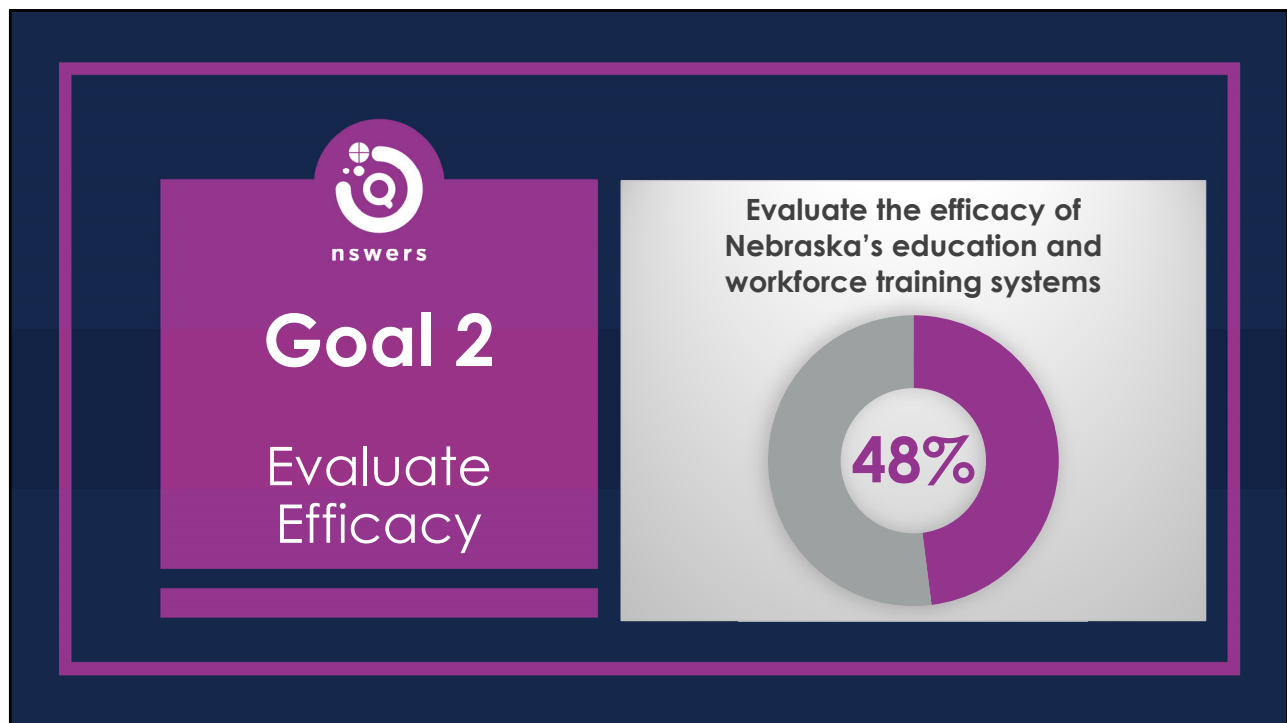 nswers
Goal 2
Evaluate
Efficacy
Evaluate the efficacy of
Nebraska's education and
workforce training systems
48%